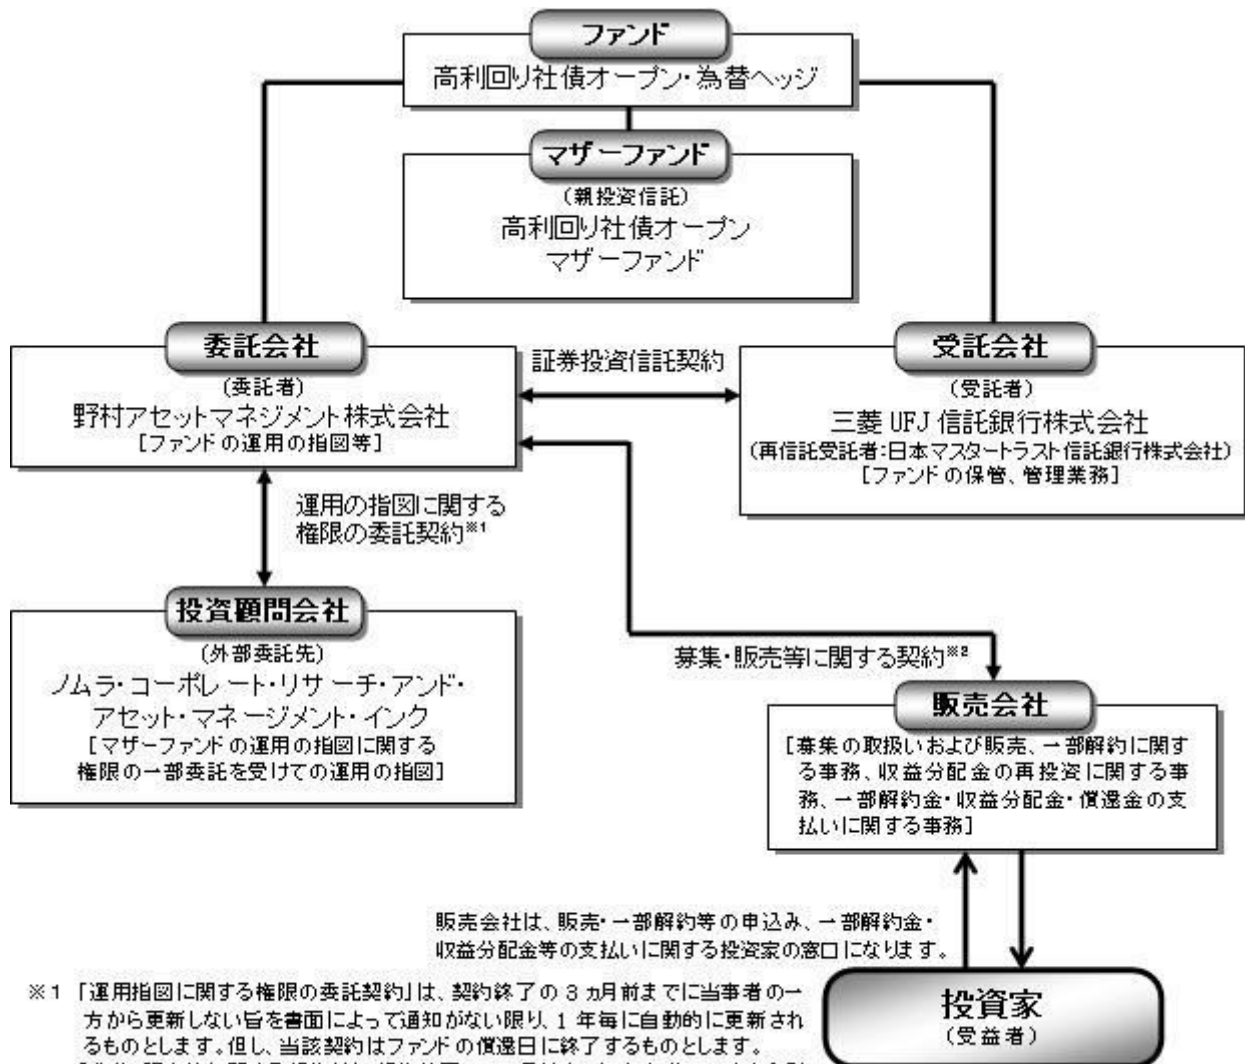 ファンド
高利回り社債オープン・為替ヘッジ
マザーファンド
(親投資信託)
高利回り社債オープン
マザーファンド
委託会社
(委託者)
野村アセットマネジメント株式会社
[ファンドの運用の指図等]
証券投資信託契約
受託会社
(受託者)
三菱UFJ信託銀行株式会社
(再信託受託者:日本マスタートラスト信託銀行株式会社)
[ファンドの保管、管理業務]
運用の指図に関する
権限の委託契約※1
投資顧問会社
(外部委託先)
ノムラ・コーポレート・リサーチ・アンド・
アセット・マネージメント・インク
[マザーファンドの運用の指図に関する
権限の一部委託を受けての運用の指図]
募集・販売等に関する契約※2
販売会社
[募集の取扱いおよび販売、一部解約に関す
る事務、収益分配金の再投資に関する事
務、一部解約金・収益分配金・償還金の支
払いに関する事務]
販売会社は、販売・一部解約等の申込み、一部解約金・
収益分配金等の支払いに関する投資家の窓口になります。
投資家
(受益者)
※1 「運用指図に関する権限の委託契約」は、契約終了の3ヵ月前までに当事者の一
方から更新しない旨を書面によって通知がない限り、1年毎に自動的に更新され
るものとします。但し、当該契約はファンドの償還日に終了するものとします。